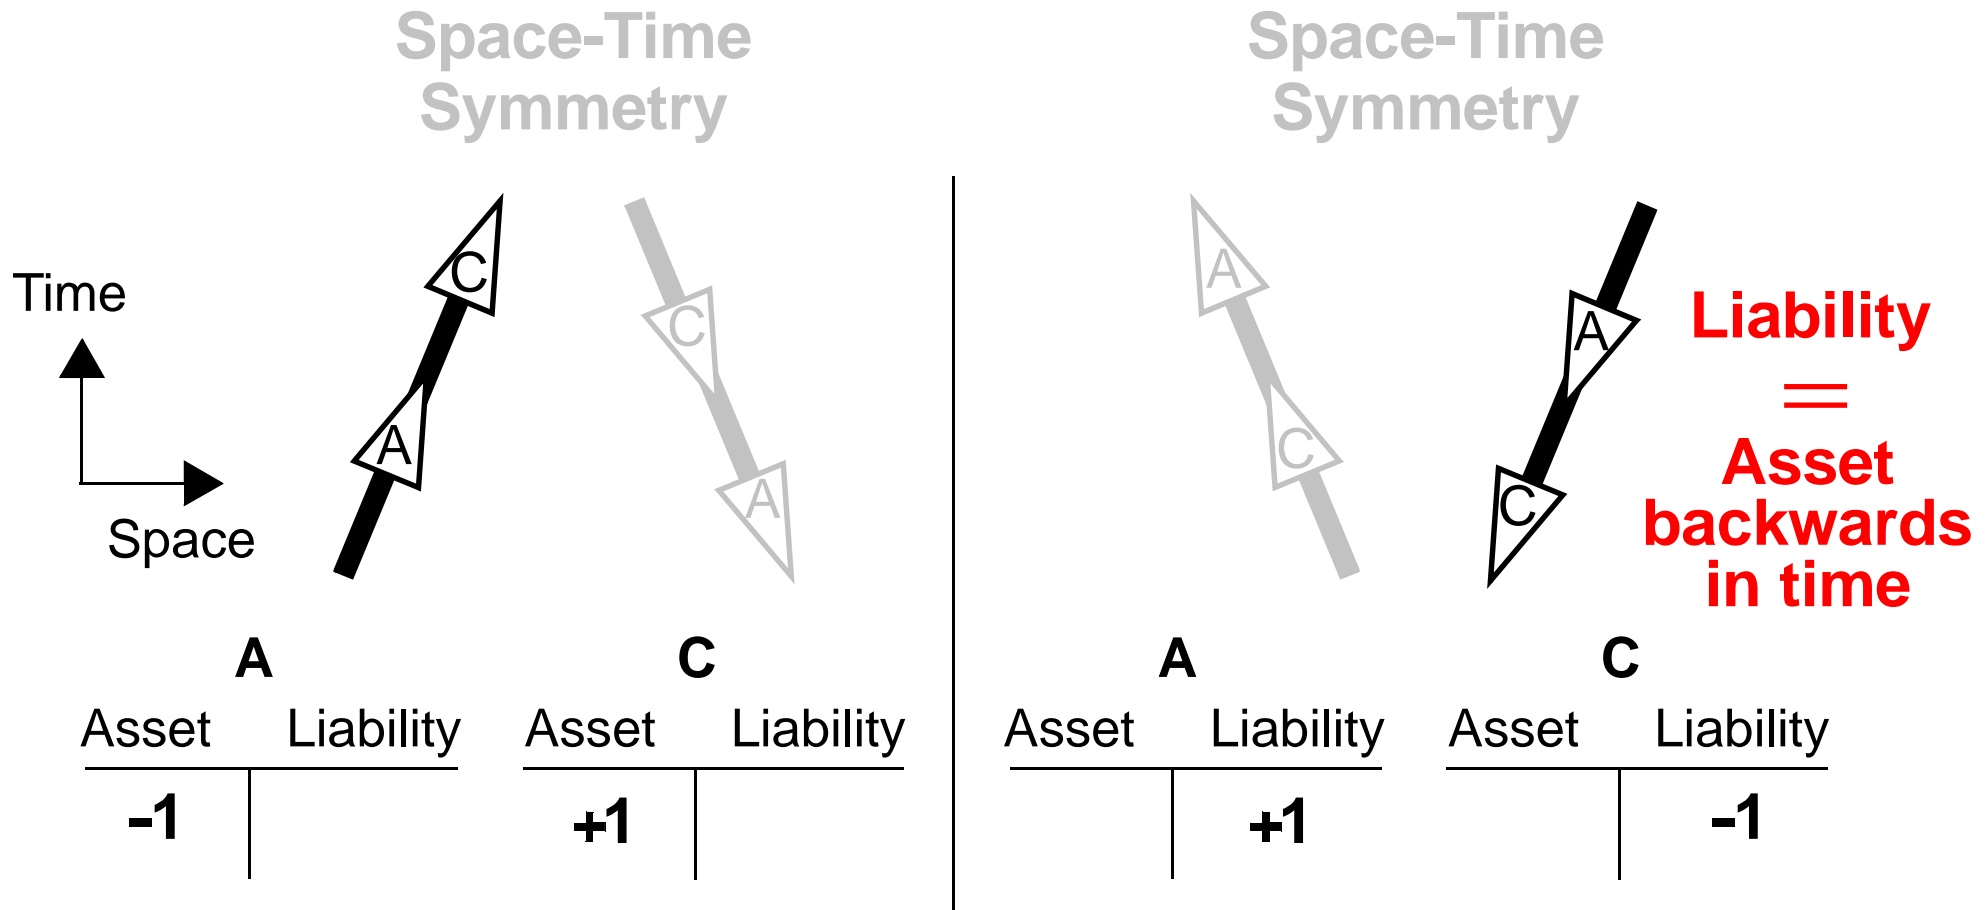 Space-Time
Symmetry
Time
Space
C
A
C
A
A Asset Liability
-1
C Asset Liability
+1
Space-Time
Symmetry
A
C
A
C
Liability
=
Asset
backwards
in time
A
Asset Liability
+1
C
Asset Liability
-1